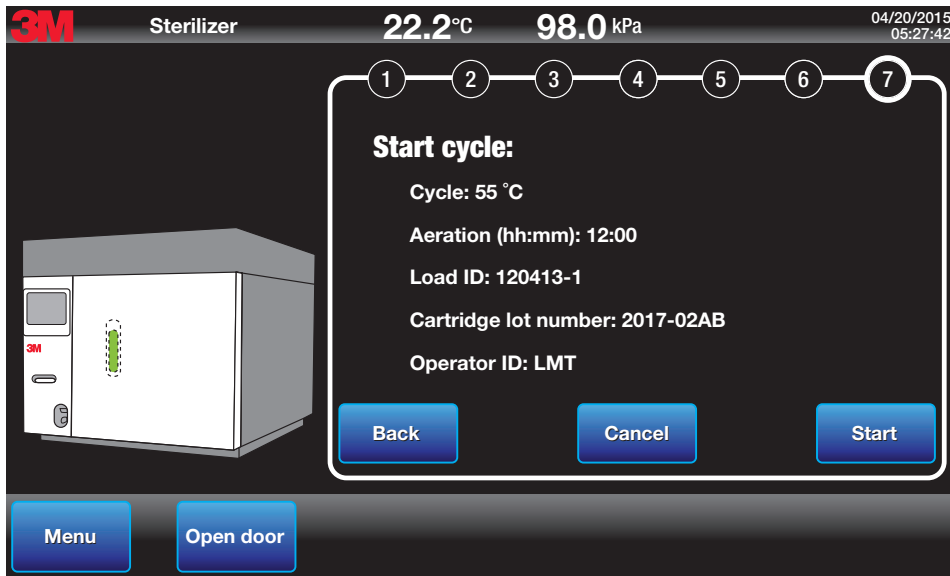 3M Sterilizer 22.2°C 98.0 kPa 04/20/2015
05:27:42
1 2 3 4 5 6 7
Start cycle:
Cycle: 55 °C
Aeration (hh:mm): 12:00
Load ID: 120413-1
Cartridge lot number: 2017-02AB
3M
Operator ID: LMT
Back Cancel Start
Menu Open door